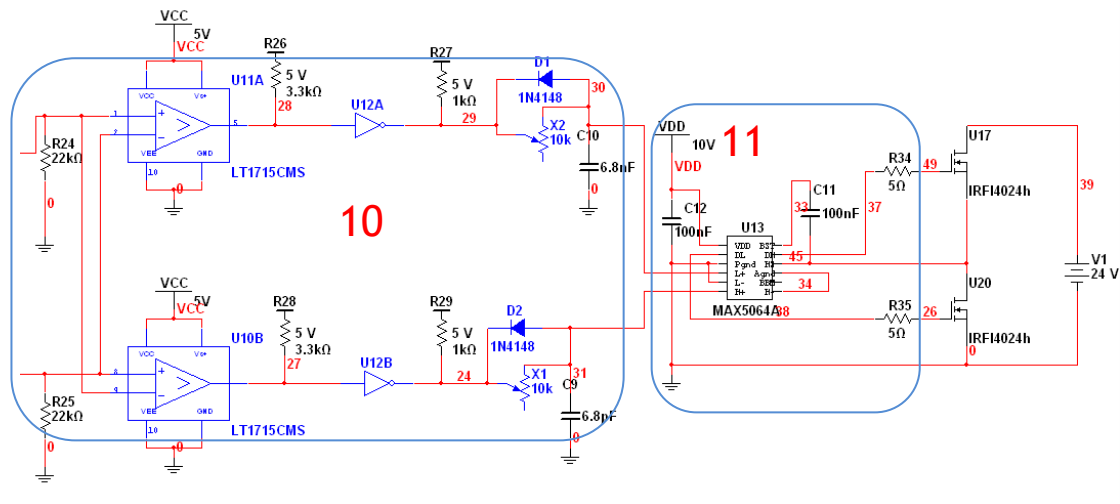 VCC
5V
VCC
R26
5 V
3.3kΩ
28
R27
5 V
1kΩ
29
D1
1N4148
30
U11A
VCC
Vs+
1
2
5
VEE
GND
10
0
LT1715CMS
U12A
X2
10k
C10
6.8nF
0
R24
22kΩ
0
10
VDD
10V
VDD
11
C12
100nF
C11
33
100nF
U13
VDD
BST
DL
DH
Pgnd
HS
L+
Agnd
L-
BBM
H+
H-
MAX5064A
45
34
38
37
R34
5Ω
49
U17
IRFI4024h
39
V1
24 V
U20
R35
5Ω
26
IRFI4024h
0
VCC
5V
VCC
R28
5 V
3.3kΩ
27
R29
5 V
1kΩ
24
D2
1N4148
31
U10B
VCC
Vs+
8
9
VEE
GND
10
0
LT1715CMS
U12B
X1
10k
C9
6.8pF
0
R25
22kΩ
0